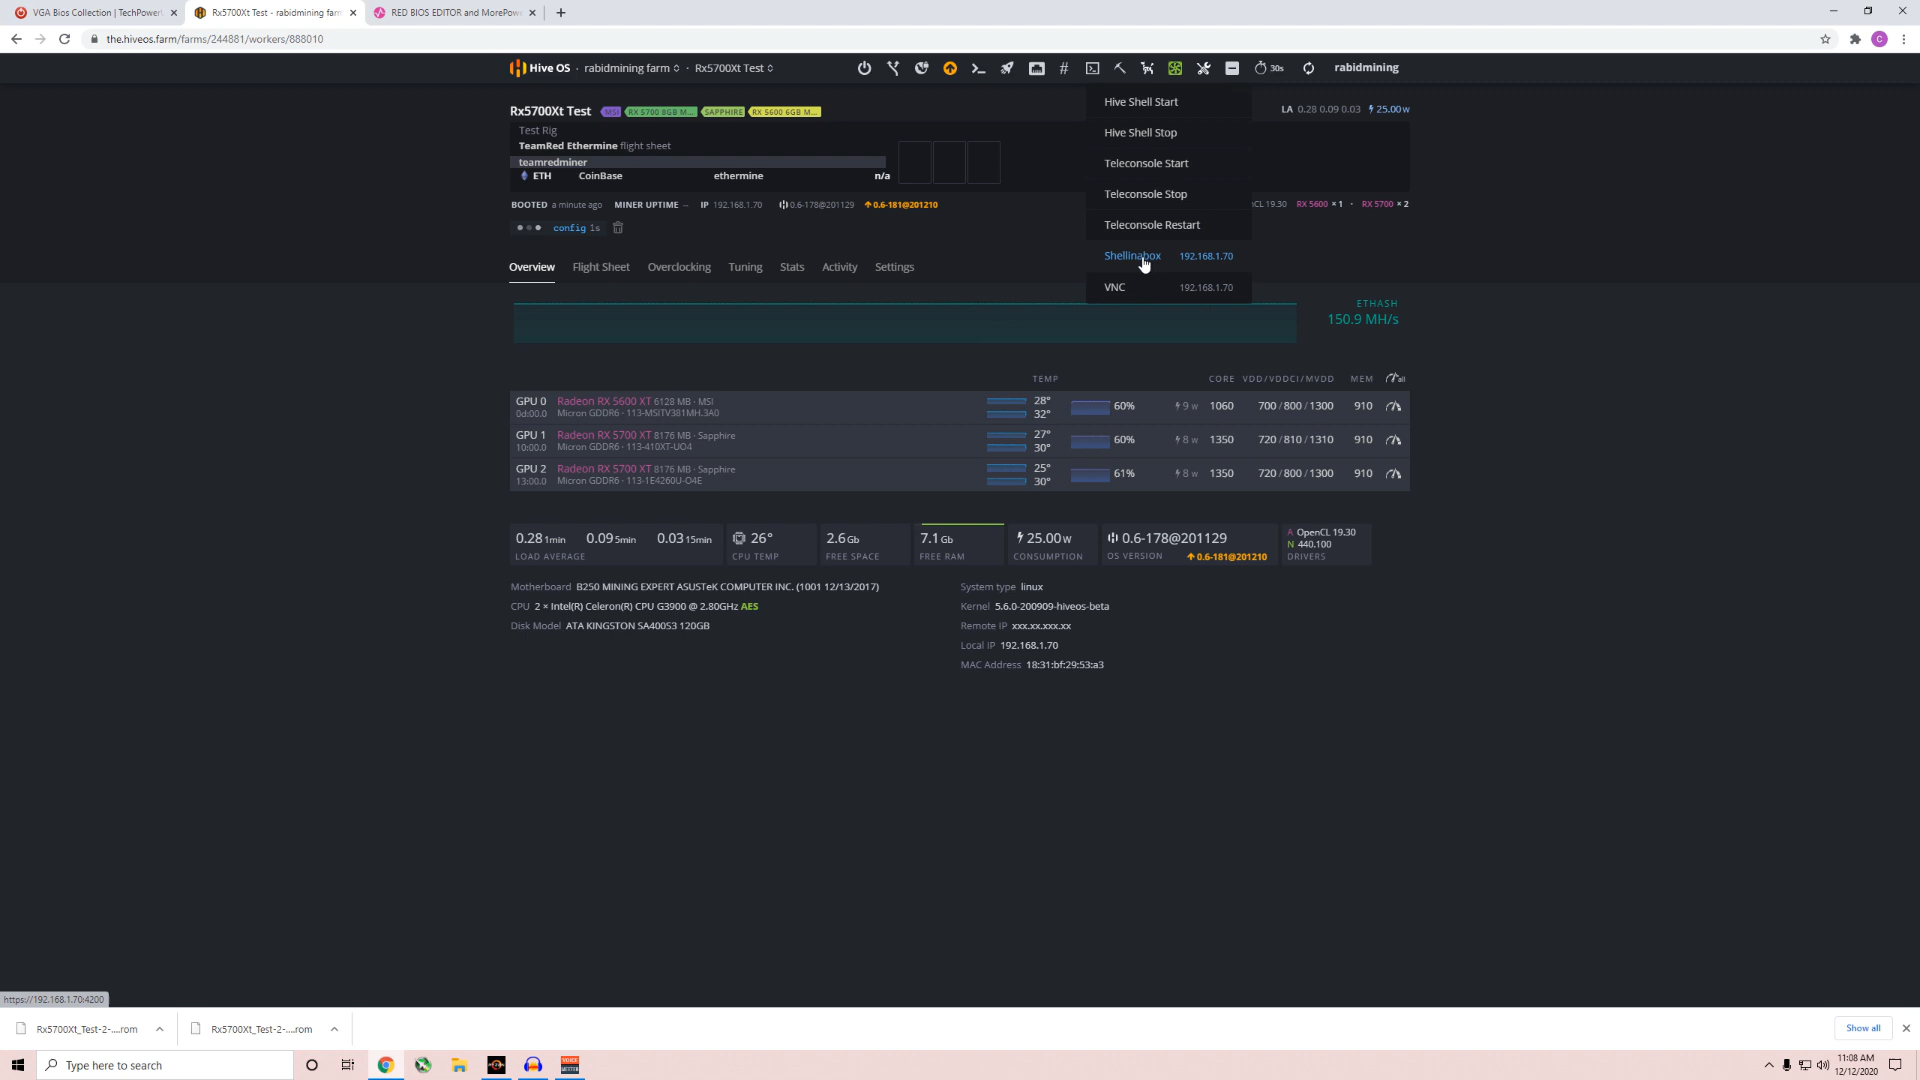 VGA Bios Collection | TechPower
Rx5700Xt Test - rabidmining farm
RED BIOS EDITOR and MorePow
the.hiveos.farm/farms/244881/workers/888010
Hive OS · rabidmining farm · Rx5700Xt Test
30s
rabidmining
Hive Shell Start
Hive Shell Stop
Teleconsole Start
Teleconsole Stop
Teleconsole Restart
Shellinabox 192.168.1.70
VNC 192.168.1.70
Rx5700Xt Test MSI RX 5700 8GB M... SAPPHIRE RX 5600 6GB M...
LA 0.28 0.09 0.03 25.00 w
Test Rig
TeamRed Ethermine flight sheet
teamredminer
ETH CoinBase ethermine n/a
BOOTED a minute ago MINER UPTIME – IP 192.168.1.70 0.6-178@201129 0.6-181@201210
CL 19.30 RX 5600 × 1 · RX 5700 × 2
config 1s
Overview Flight Sheet Overclocking Tuning Stats Activity Settings
ETHASH
150.9 MH/s
TEMP CORE VDD/VDDCI/MVDD MEM all
GPU 0 Radeon RX 5600 XT 6128 MB · MSI 28° 60% 9 w 1060 700 / 800 / 1300 910
0d:00.0 Micron GDDR6 · 113-MSITV381MH.3A0 32°
GPU 1 Radeon RX 5700 XT 8176 MB · Sapphire 27° 60% 8 w 1350 720 / 810 / 1310 910
10:00.0 Micron GDDR6 · 113-410XT-UO4 30°
GPU 2 Radeon RX 5700 XT 8176 MB · Sapphire 25° 61% 8 w 1350 720 / 800 / 1300 910
13:00.0 Micron GDDR6 · 113-1E4260U-O4E 30°
0.28 1min 0.09 5min 0.03 15min
LOAD AVERAGE
26°
CPU TEMP
2.6 Gb
FREE SPACE
7.1 Gb
FREE RAM
25.00 w
CONSUMPTION
0.6-178@201129
OS VERSION 0.6-181@201210
A OpenCL 19.30
N 440.100
DRIVERS
Motherboard B250 MINING EXPERT ASUSTeK COMPUTER INC. (1001 12/13/2017)
CPU 2 × Intel(R) Celeron(R) CPU G3900 @ 2.80GHz AES
Disk Model ATA KINGSTON SA400S3 120GB
System type linux
Kernel 5.6.0-200909-hiveos-beta
Remote IP xxx.xx.xxx.xx
Local IP 192.168.1.70
MAC Address 18:31:bf:29:53:a3
https://192.168.1.70:4200
Rx5700Xt_Test-2-....rom
Rx5700Xt_Test-2-....rom
Show all
Type here to search
11:08 AM
12/12/2020